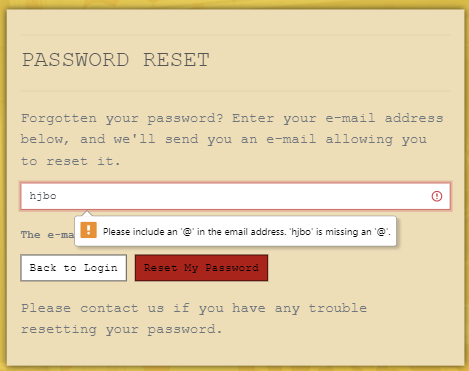 PASSWORD RESET
Forgotten your password? Enter your e-mail address
below, and we'll send you an e-mail allowing you
to reset it.
hjbo
Please include an '@' in the email address. 'hjbo' is missing an '@'.
The
Back to Login Reset My Password
Please contact us if you have any trouble
resetting your password.